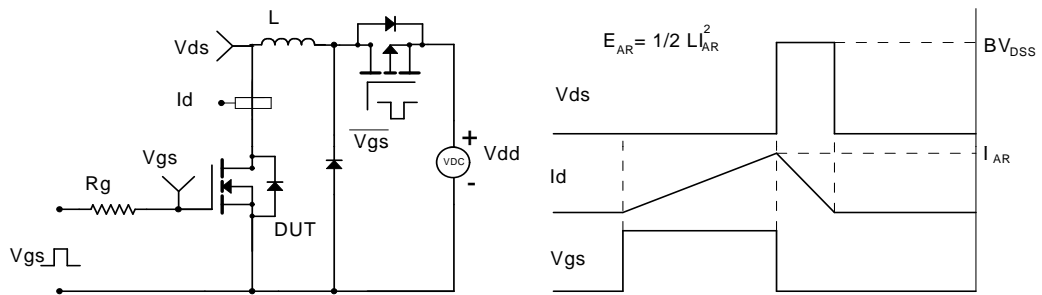 L
Vds
Id
Vgs
Rg
DUT
Vgs
Vgs
VDC
+
-
Vdd
E_AR = 1/2 LI²_AR
BV_DSS
Vds
I_AR
Id
Vgs